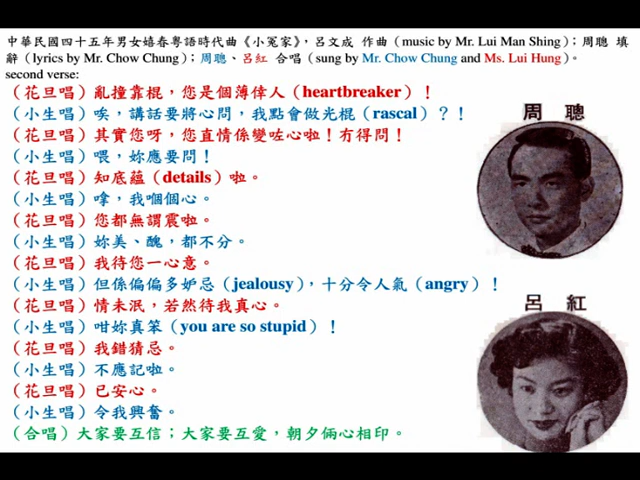 中華民國四十五年男女嬉春粵語時代曲《小冤家》，呂文成 作曲（music by Mr. Lui Man Shing）；周聰 填
辭（lyrics by Mr. Chow Chung）；周聰、呂紅 合唱（sung by Mr. Chow Chung and Ms. Lui Hung）。
second verse:
（花旦唱）亂撞靠棍，您是個薄倖人（heartbreaker）！
（小生唱）唉，講話要將心問，我點會做光棍（rascal）？！
（花旦唱）其實您呀，您直情係變咗心啦！冇得問！
（小生唱）喂，妳應要問！
（花旦唱）知底蘊（details）啦。
（小生唱）嗱，我嗰個心。
（花旦唱）您都無謂震啦。
（小生唱）妳美、醜，都不分。
（花旦唱）我待您一心意。
（小生唱）但係偏偏多妒忌（jealousy），十分令人氣（angry）！
（花旦唱）情未泯，若然待我真心。
（小生唱）咁妳真笨（you are so stupid）！
（花旦唱）我錯猜忌。
（小生唱）不應記啦。
（花旦唱）已安心。
（小生唱）令我興奮。
（合唱）大家要互信；大家要互愛，朝夕倆心相印。
周聰
呂紅